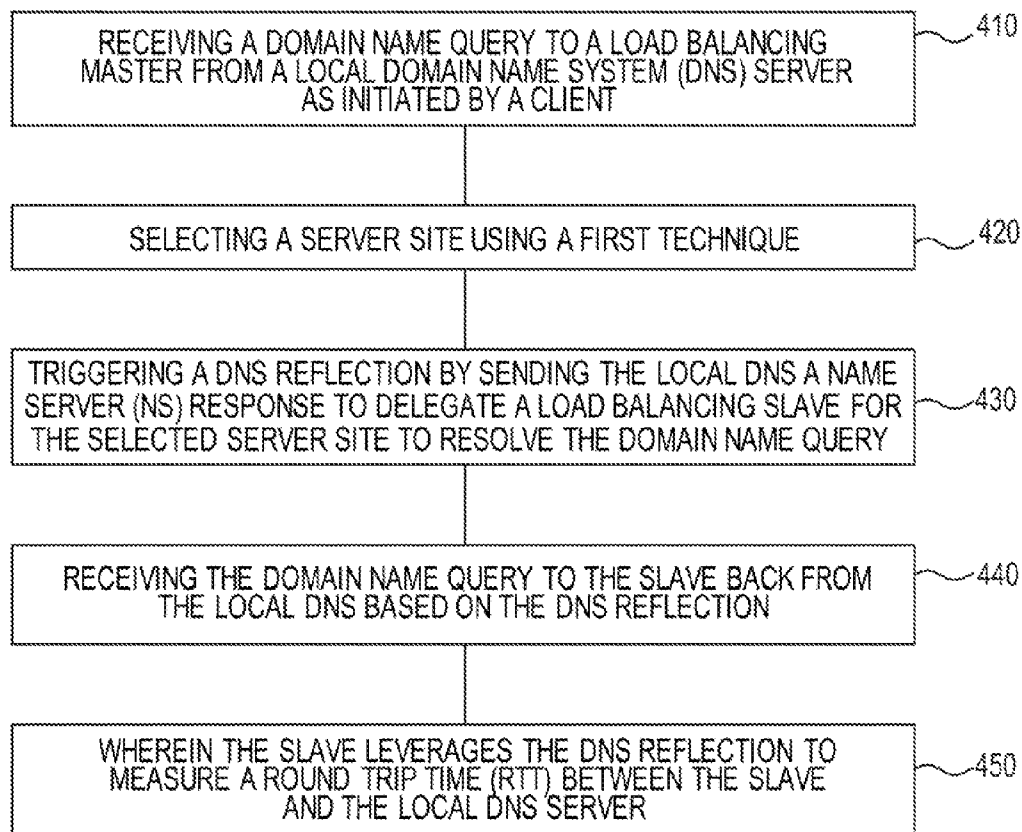 RECEIVING A DOMAIN NAME QUERY TO A LOAD BALANCING
MASTER FROM A LOCAL DOMAIN NAME SYSTEM (DNS) SERVER
AS INITIATED BY A CLIENT
410
SELECTING A SERVER SITE USING A FIRST TECHNIQUE
420
TRIGGERING A DNS REFLECTION BY SENDING THE LOCAL DNS A NAME
SERVER (NS) RESPONSE TO DELEGATE A LOAD BALANCING SLAVE FOR
THE SELECTED SERVER SITE TO RESOLVE THE DOMAIN NAME QUERY
430
RECEIVING THE DOMAIN NAME QUERY TO THE SLAVE BACK FROM
THE LOCAL DNS BASED ON THE DNS REFLECTION
440
WHEREIN THE SLAVE LEVERAGES THE DNS REFLECTION TO
MEASURE A ROUND TRIP TIME (RTT) BETWEEN THE SLAVE
AND THE LOCAL DNS SERVER
450